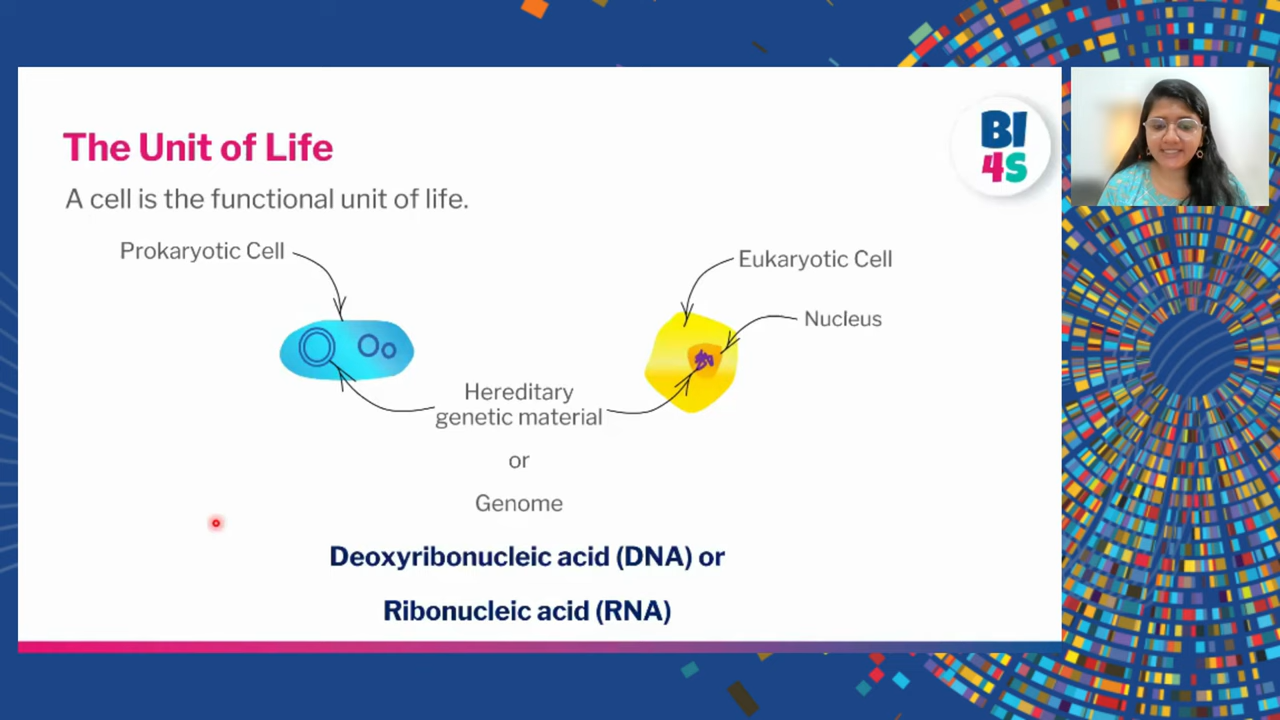 The Unit of Life
BI
4S
A cell is the functional unit of life.
Prokaryotic Cell
Eukaryotic Cell
Nucleus
Hereditary
genetic material
or
Genome
Deoxyribonucleic acid (DNA) or
Ribonucleic acid (RNA)